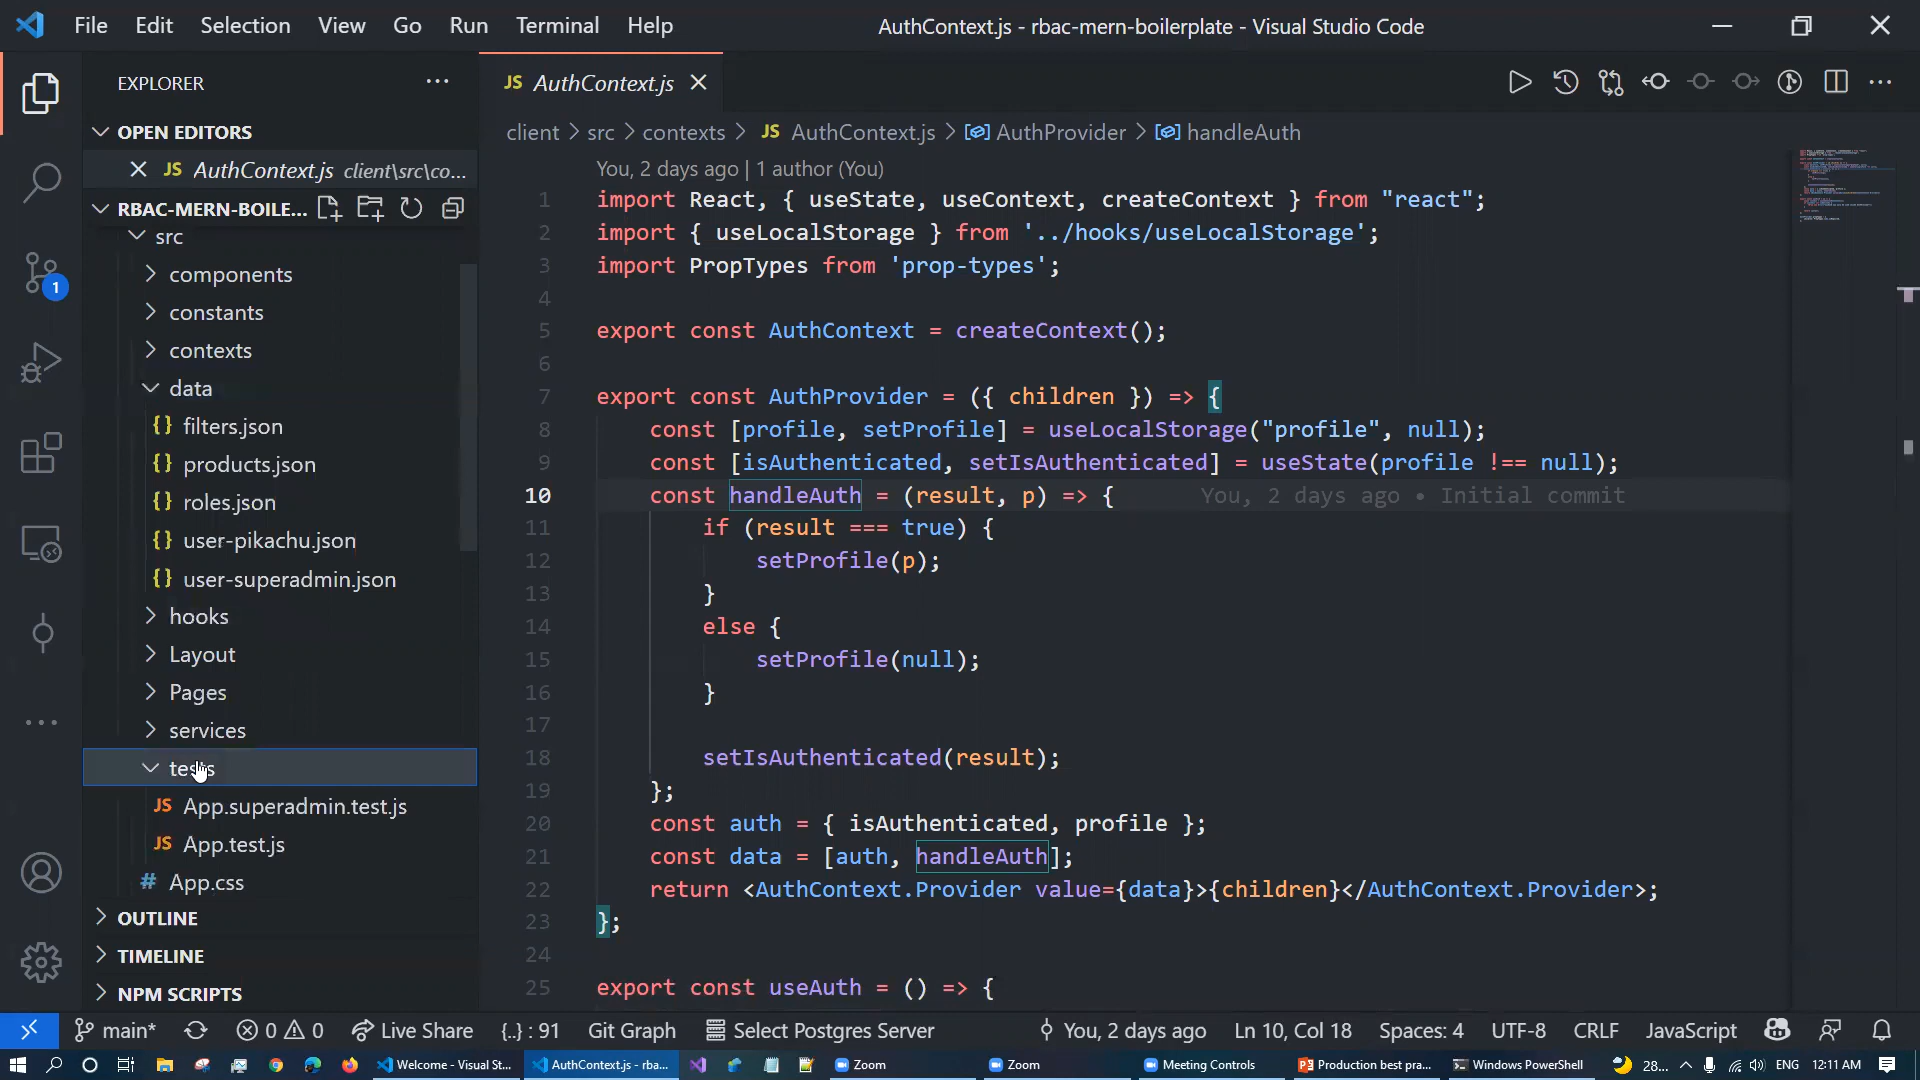 File Edit Selection View Go Run Terminal Help
AuthContext.js - rbac-mern-boilerplate - Visual Studio Code
EXPLORER
OPEN EDITORS
JS AuthContext.js client\src\co...
RBAC-MERN-BOILE...
src
components
constants
contexts
data
{} filters.json
{} products.json
{} roles.json
{} user-pikachu.json
{} user-superadmin.json
hooks
Layout
Pages
services
tests
JS App.superadmin.test.js
JS App.test.js
# App.css
OUTLINE
TIMELINE
NPM SCRIPTS
1
JS AuthContext.js
client > src > contexts > JS AuthContext.js > AuthProvider > handleAuth
You, 2 days ago | 1 author (You)
1 import React, { useState, useContext, createContext } from "react";
2 import { useLocalStorage } from '../hooks/useLocalStorage';
3 import PropTypes from 'prop-types';
4
5 export const AuthContext = createContext();
6
7 export const AuthProvider = ({ children }) => {
8 const [profile, setProfile] = useLocalStorage("profile", null);
9 const [isAuthenticated, setIsAuthenticated] = useState(profile !== null);
10 const handleAuth = (result, p) => { You, 2 days ago • Initial commit
11 if (result === true) {
12 setProfile(p);
13 }
14 else {
15 setProfile(null);
16 }
17
18 setIsAuthenticated(result);
19 };
20 const auth = { isAuthenticated, profile };
21 const data = [auth, handleAuth];
22 return <AuthContext.Provider value={data}>{children}</AuthContext.Provider>;
23 };
24
25 export const useAuth = () => {
main* 0 0 Live Share {..} : 91 Git Graph Select Postgres Server You, 2 days ago Ln 10, Col 18 Spaces: 4 UTF-8 CRLF JavaScript
Welcome - Visual St... AuthContext.js - rba... Zoom Zoom Meeting Controls Production best pra... Windows PowerShell 28... ENG 12:11 AM